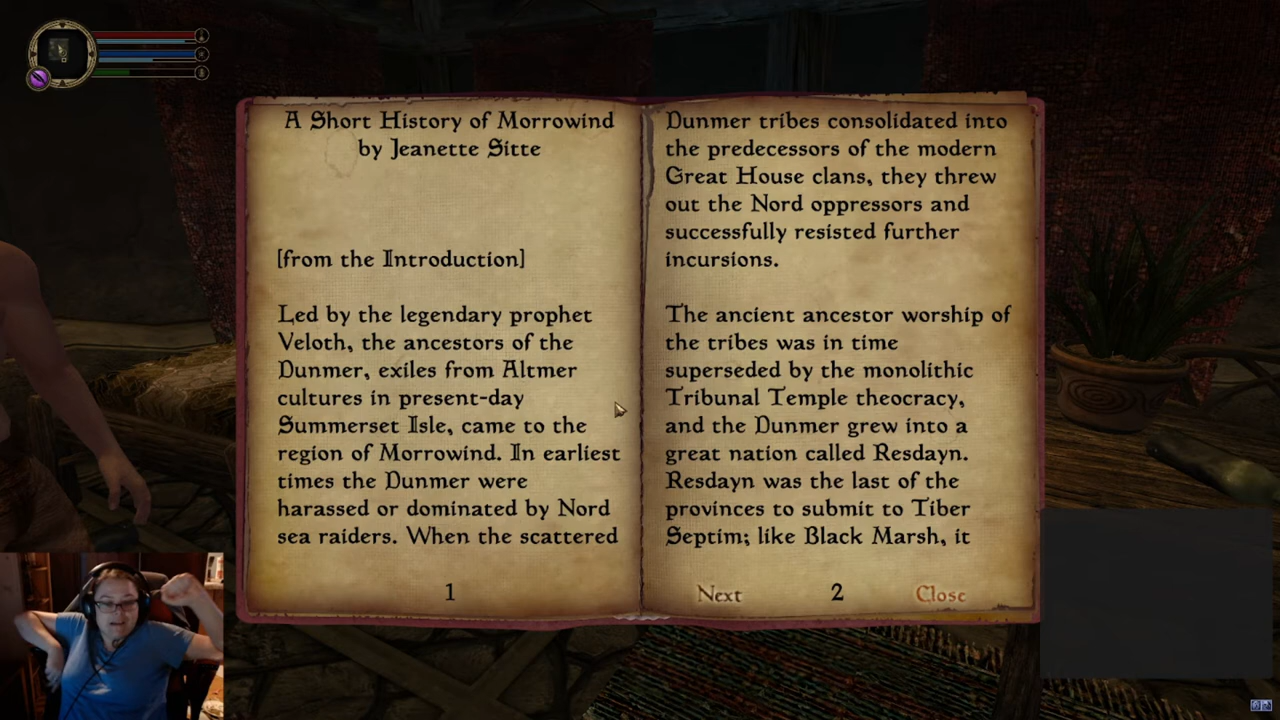 A Short History of Morrowind
by Jeanette Sitte
[from the Introduction]
Led by the legendary prophet
Veloth, the ancestors of the
Dunmer, exiles from Altmer
cultures in present-day
Summerset Isle, came to the
region of Morrowind. In earliest
times the Dunmer were
harassed or dominated by Nord
sea raiders. When the scattered
1
Dunmer tribes consolidated into
the predecessors of the modern
Great House clans, they threw
out the Nord oppressors and
successfully resisted further
incursions.
The ancient ancestor worship of
the tribes was in time
superseded by the monolithic
Tribunal Temple theocracy,
and the Dunmer grew into a
great nation called Resdayn.
Resdayn was the last of the
provinces to submit to Tiber
Septim; like Black Marsh, it
Next 2 Close